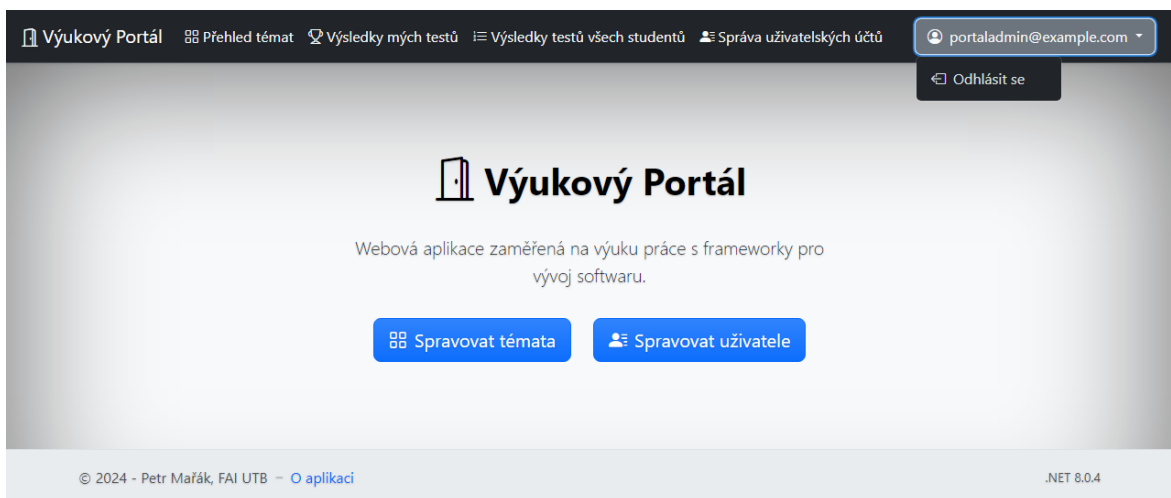 Výukový Portál Přehled témat Výsledky mých testů Výsledky testů všech studentů Správa uživatelských účtů portaladmin@example.com
Odhlásit se
Výukový Portál
Webová aplikace zaměřená na výuku práce s frameworky pro
vývoj softwaru.
Spravovat témata Spravovat uživatele
© 2024 - Petr Mařák, FAI UTB – O aplikaci .NET 8.0.4